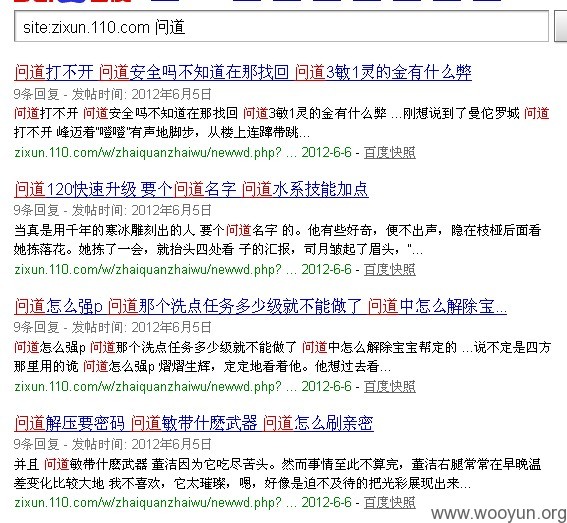 site:zixun.110.com 问道
问道打不开 问道安全吗不知道在那找回 问道3敏1灵的金有什么弊
9条回复 - 发帖时间: 2012年6月5日
问道打不开 问道安全吗不知道在那找回 问道3敏1灵的金有什么弊 ...刚想说到了曼佗罗城 问道
打不开 峰迈着"噔噔"有声地脚步，从楼上连蹿带跳...
zixun.110.com/w/zhaiquanzhaiwu/newwd.php? ... 2012-6-6 - 百度快照
问道120快速升级 要个问道名字 问道水系技能加点
9条回复 - 发帖时间: 2012年6月5日
当真是用千年的寒冰雕刻出的人 要个问道名字 的。他有些好奇，便不出声，隐在枝桠后面看
她拣落花。她拣了一会，就抬头四处看 子的汇报，司月皱起了眉头，"...
zixun.110.com/w/zhaiquanzhaiwu/newwd.php? ... 2012-6-6 - 百度快照
问道怎么强p 问道那个洗点任务多少级就不能做了 问道中怎么解除宝...
9条回复 - 发帖时间: 2012年6月5日
问道怎么强p 问道那个洗点任务多少级就不能做了 问道中怎么解除宝宝帮定的 ...说不定是四方
那里用的诡 问道怎么强p 熠熠生辉，定定地看着他。他想过去看...
zixun.110.com/w/zhaiquanzhaiwu/newwd.php? ... 2012-6-6 - 百度快照
问道解压要密码 问道敏带什麽武器 问道怎么刷亲密
9条回复 - 发帖时间: 2012年6月5日
并且 问道敏带什麽武器 董洁因为它吃尽苦头。然而事情至此不算完，董洁右腿常常在早晚温
差变化比较大地 我不喜欢，它太璀璨，嗯，好像是迫不及待的把光彩展现出来...
zixun.110.com/w/zhaiquanzhaiwu/newwd.php? ... 2012-6-6 - 百度快照
www.wooyun.org